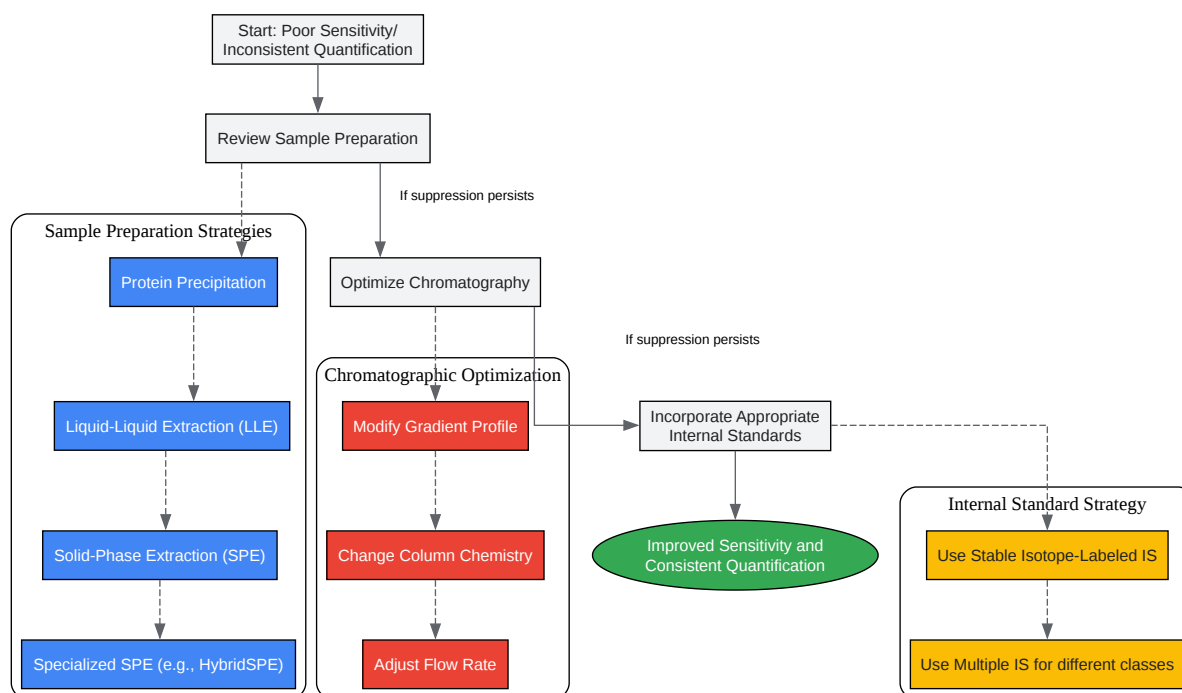 Start: Poor Sensitivity/
Inconsistent Quantification
Review Sample Preparation
If suppression persists
Sample Preparation Strategies
Protein Precipitation
Optimize Chromatography
If suppression persists
Chromatographic Optimization
Liquid-Liquid Extraction (LLE)
Modify Gradient Profile
Incorporate Appropriate
Internal Standards
Internal Standard Strategy
Solid-Phase Extraction (SPE)
Change Column Chemistry
Improved Sensitivity and
Consistent Quantification
Use Stable Isotope-Labeled IS
Specialized SPE (e.g., HybridSPE)
Adjust Flow Rate
Use Multiple IS for different classes